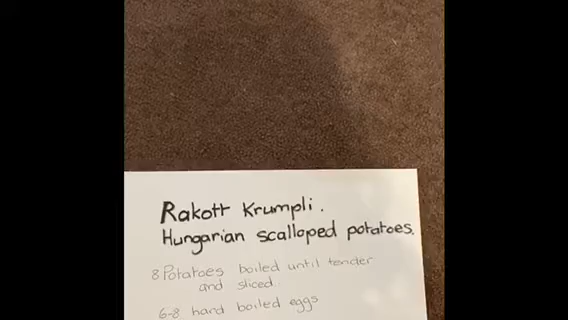 Rakott Krumpli.
Hungarian scalloped potatoes.
8 Potatoes boiled until tender
and sliced.
6-8 hard boiled eggs